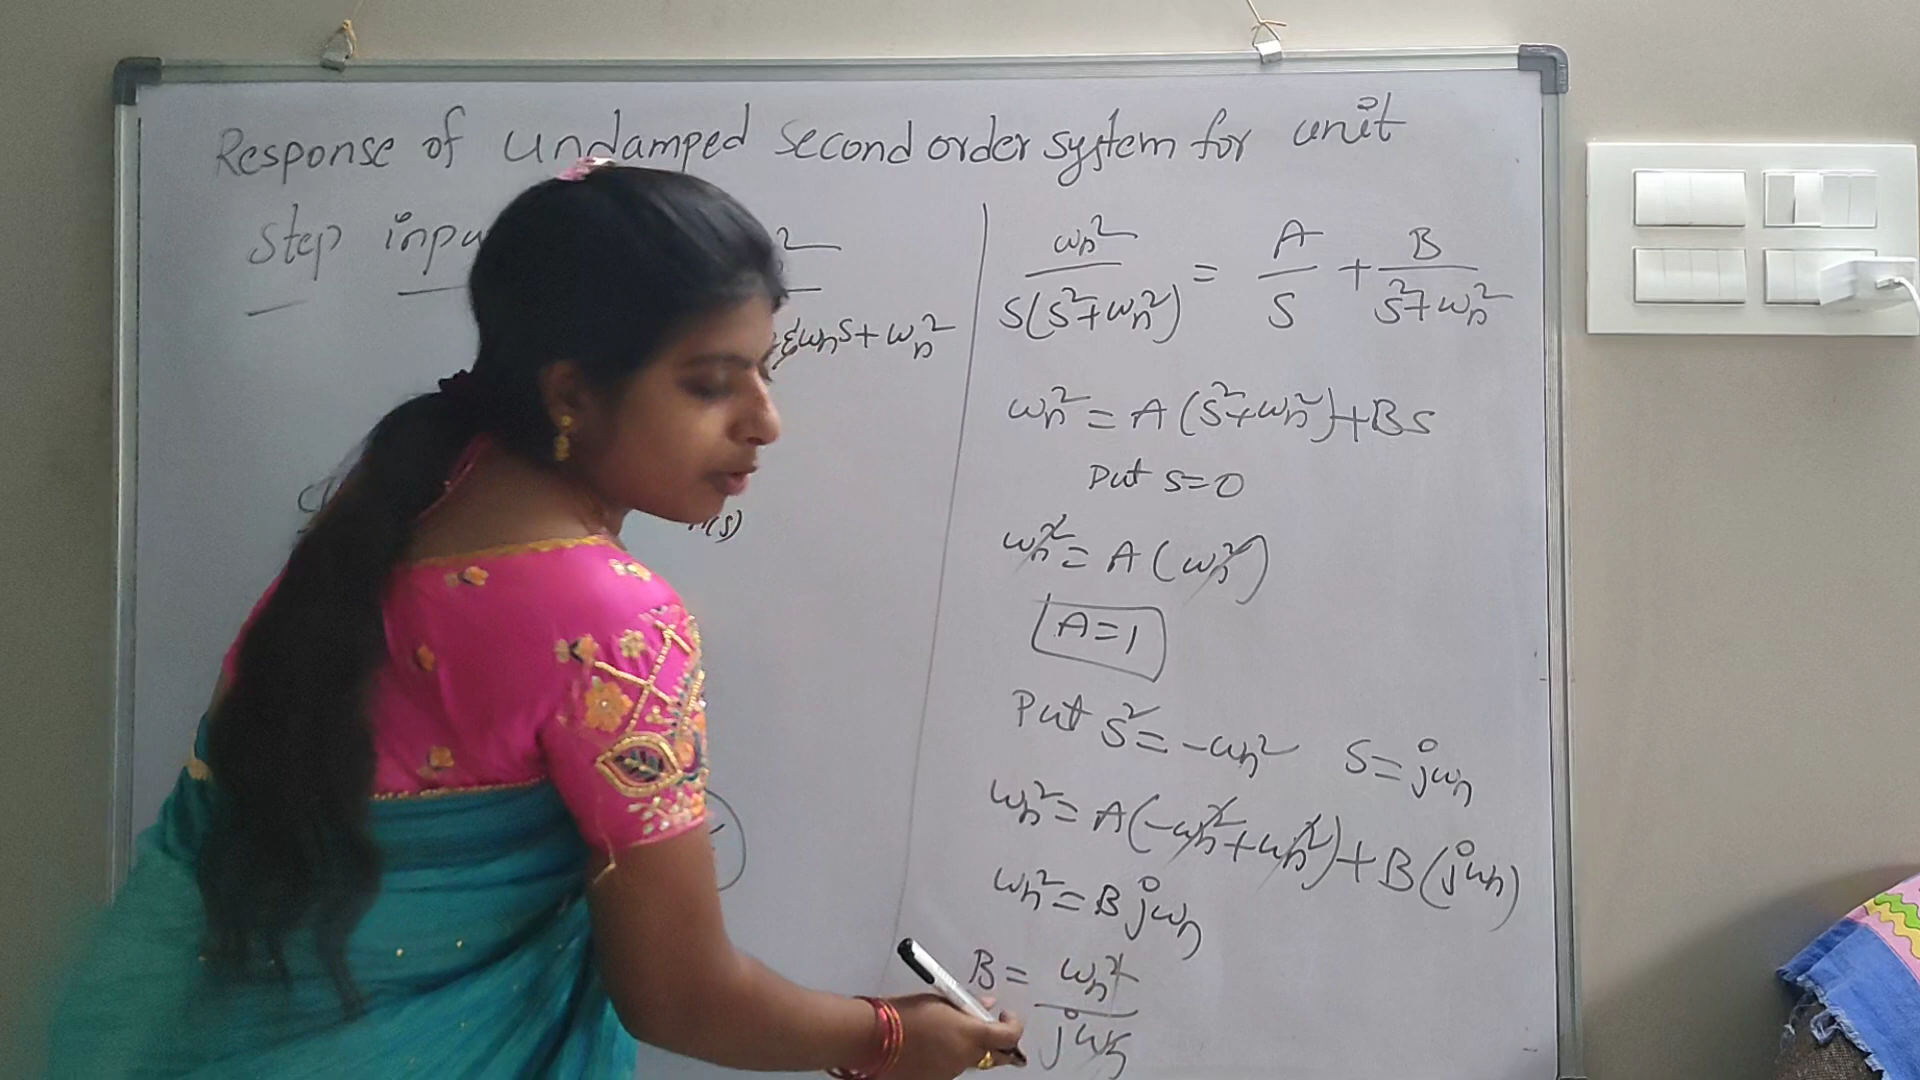 Response of undamped second order system for unit
Step inpu
ξωnS + ωn²
(s)
ωn² / S(S²+ωn²) = A/S + B/S²+ωn²
ωn² = A(S²+ωn²)+BS
Put S=0
ωn² = A(ωn²)
A=1
Put S² = -ωn² S=jωn
ωn² = A(-ωn²+ωn²)+B(jωn)
ωn² = Bjωn
B = ωn² / jωn